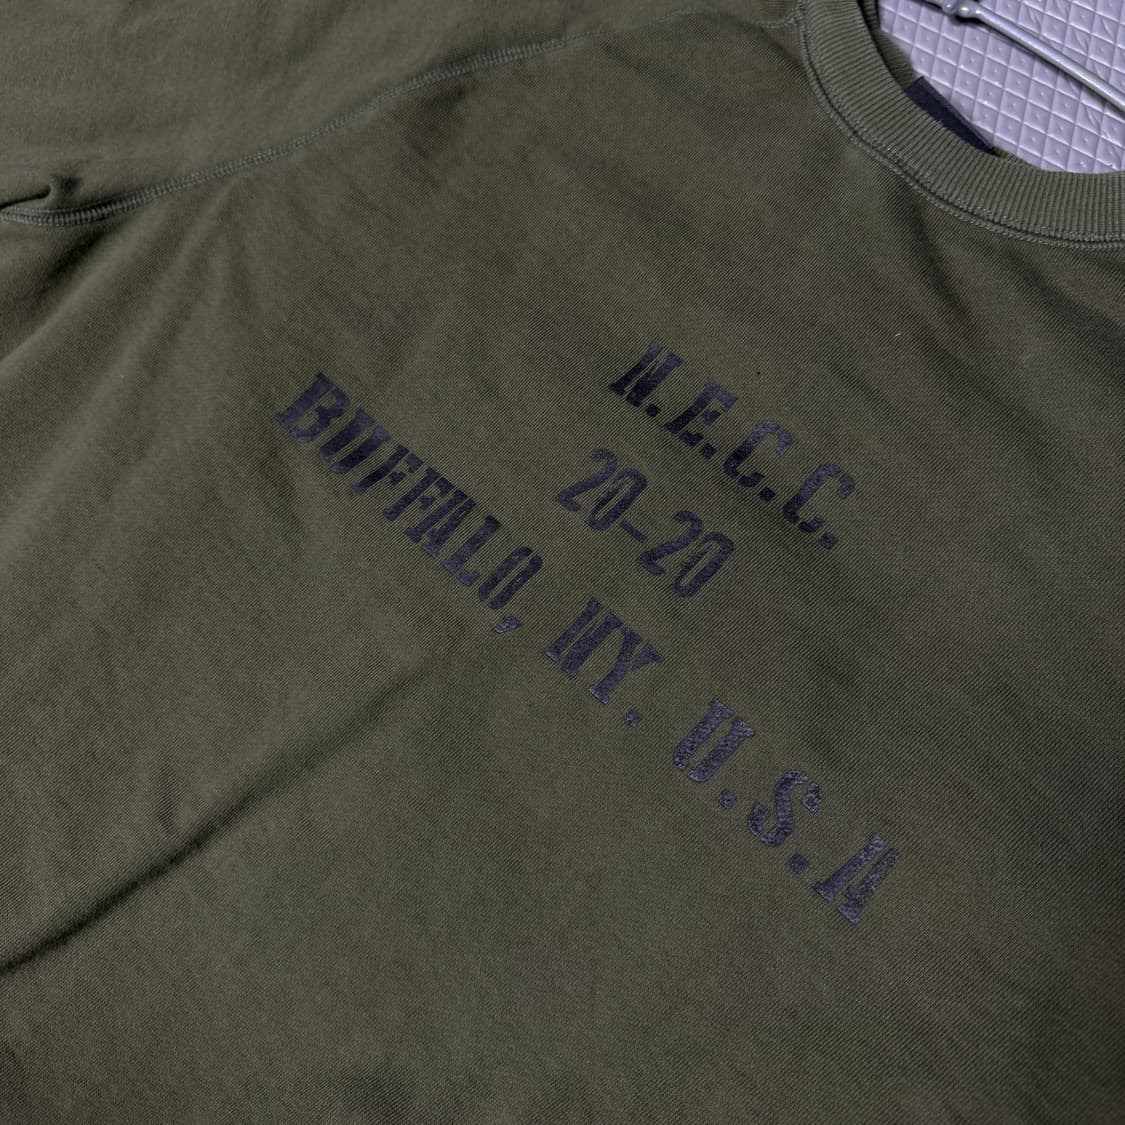 N.E.C.C.
20-20
BUFFALO, NY. U.S.A